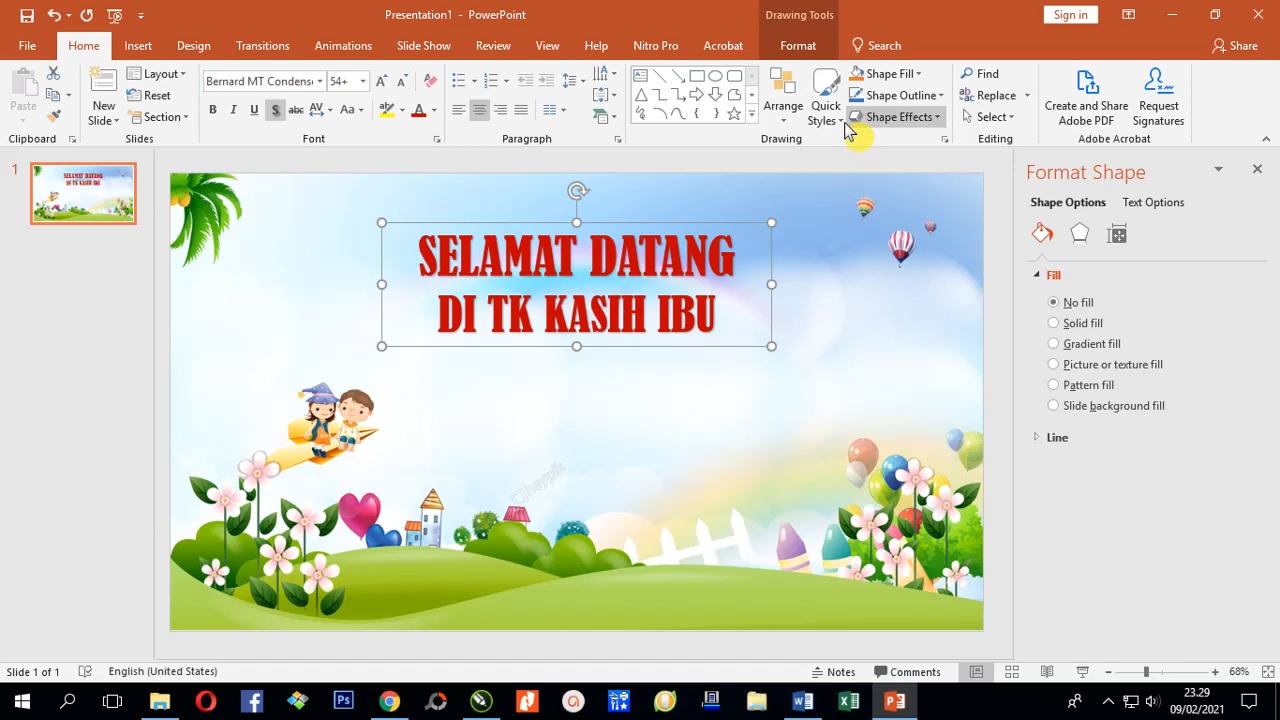 Presentation1 - PowerPoint
Drawing Tools
Sign in
File
Home
Insert
Design
Transitions
Animations
Slide Show
Review
View
Help
Nitro Pro
Acrobat
Format
Search
Share
Paste
Clipboard
New
Slide
Layout
Reset
Section
Slides
Bernard MT Condens
54+
Font
Paragraph
Arrange
Quick
Styles
Drawing
Shape Fill
Shape Outline
Shape Effects
Find
Replace
Select
Editing
Create and Share
Adobe PDF
Request
Signatures
Adobe Acrobat
1
SELAMAT DATANG
DI TK KASIH IBU
Format Shape
Shape Options
Text Options
Fill
No fill
Solid fill
Gradient fill
Picture or texture fill
Pattern fill
Slide background fill
Line
Slide 1 of 1
English (United States)
Notes
Comments
68%
23.29
09/02/2021